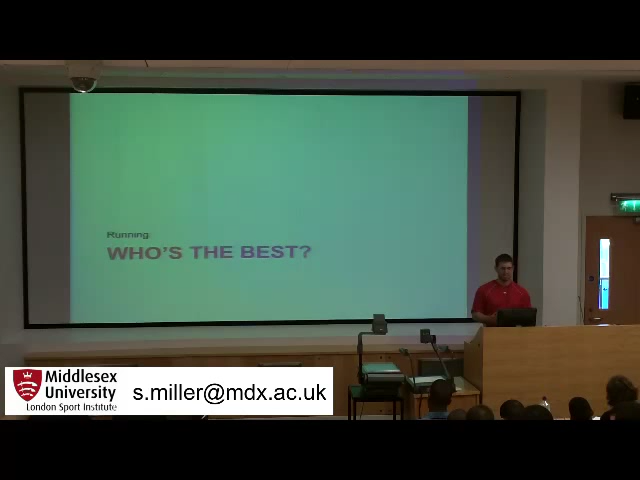 Running:
WHO'S THE BEST?
Middlesex
University
London Sport Institute
s.miller@mdx.ac.uk